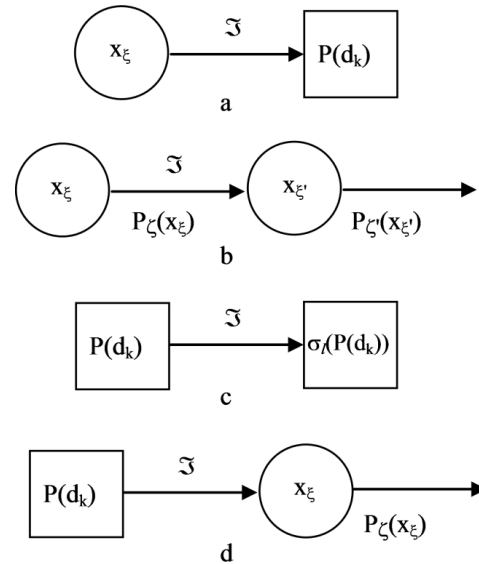 ℑ
x_ξ P(d_k)
a
ℑ
x_ξ x_ξ'
P_ζ(x_ξ) P_ζ'(x_ξ')
b
ℑ
P(d_k) σ_l(P(d_k))
c
ℑ
P(d_k) x_ξ
P_ζ(x_ξ)
d